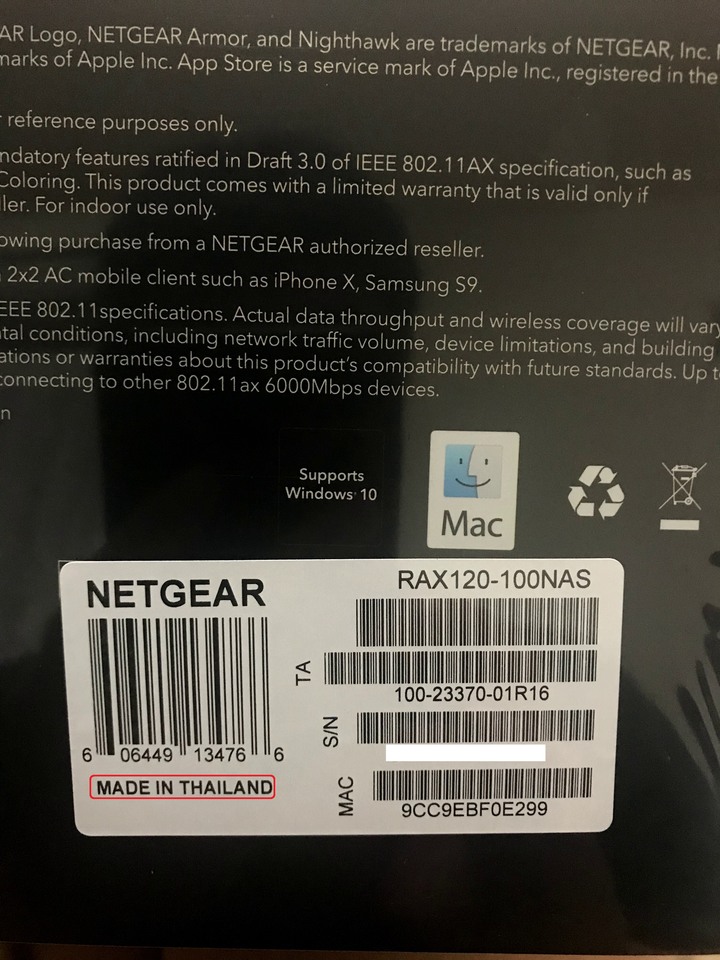 AR Logo, NETGEAR Armor, and Nighthawk are trademarks of NETGEAR, Inc.
marks of Apple Inc. App Store is a service mark of Apple Inc., registered in the
reference purposes only.
ndatory features ratified in Draft 3.0 of IEEE 802.11AX specification, such as
Coloring. This product comes with a limited warranty that is valid only if
ller. For indoor use only.
owing purchase from a NETGEAR authorized reseller.
2x2 AC mobile client such as iPhone X, Samsung S9.
EEE 802.11specifications. Actual data throughput and wireless coverage will vary
tal conditions, including network traffic volume, device limitations, and building
ations or warranties about this product's compatibility with future standards. Up t
connecting to other 802.11ax 6000Mbps devices.
n
Supports
Windows 10
Mac
NETGEAR
6 06449 13476 6
MADE IN THAILAND
RAX120-100NAS
TA
100-23370-01R16
S/N
MAC
9CC9EBF0E299